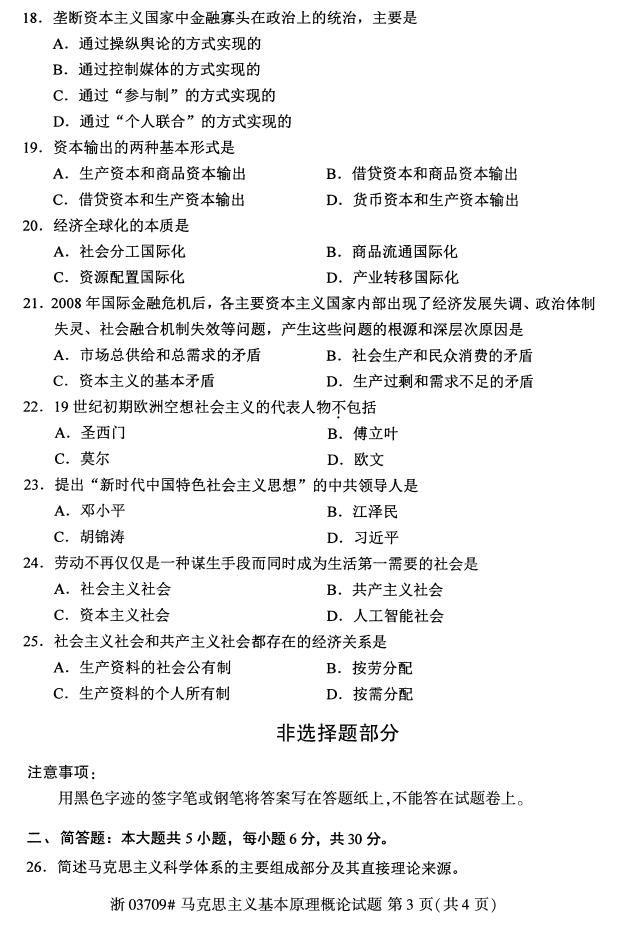 18．垄断资本主义国家中金融寡头在政治上的统治，主要是
A．通过操纵舆论的方式实现的
B．通过控制媒体的方式实现的
C．通过“参与制”的方式实现的
D．通过“个人联合”的方式实现的
19．资本输出的两种基本形式是
A．生产资本和商品资本输出 B．借贷资本和商品资本输出
C．借贷资本和生产资本输出 D．货币资本和生产资本输出
20．经济全球化的本质是
A．社会分工国际化 B．商品流通国际化
C．资源配置国际化 D．产业转移国际化
21．2008 年国际金融危机后，各主要资本主义国家内部出现了经济发展失调、政治体制
失灵、社会融合机制失效等问题，产生这些问题的根源和深层次原因是
A．市场总供给和总需求的矛盾 B．社会生产和民众消费的矛盾
C．资本主义的基本矛盾 D．生产过剩和需求不足的矛盾
22．19 世纪初期欧洲空想社会主义的代表人物不包括
A．圣西门 B．傅立叶
C．莫尔 D．欧文
23．提出“新时代中国特色社会主义思想”的中共领导人是
A．邓小平 B．江泽民
C．胡锦涛 D．习近平
24．劳动不再仅仅是一种谋生手段而同时成为生活第一需要的社会是
A．社会主义社会 B．共产主义社会
C．资本主义社会 D．人工智能社会
25．社会主义社会和共产主义社会都存在的经济关系是
A．生产资料的社会公有制 B．按劳分配
C．生产资料的个人所有制 D．按需分配
非选择题部分
注意事项：
用黑色字迹的签字笔或钢笔将答案写在答题纸上,不能答在试题卷上。
二、简答题：本大题共 5 小题，每小题 6 分，共 30 分。
26．简述马克思主义科学体系的主要组成部分及其直接理论来源。
浙 03709# 马克思主义基本原理概论试题 第 3 页(共 4 页)